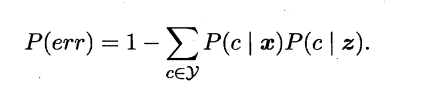 P(err) = 1 − ∑ P(c | x)P(c | z).
c∈𝒴